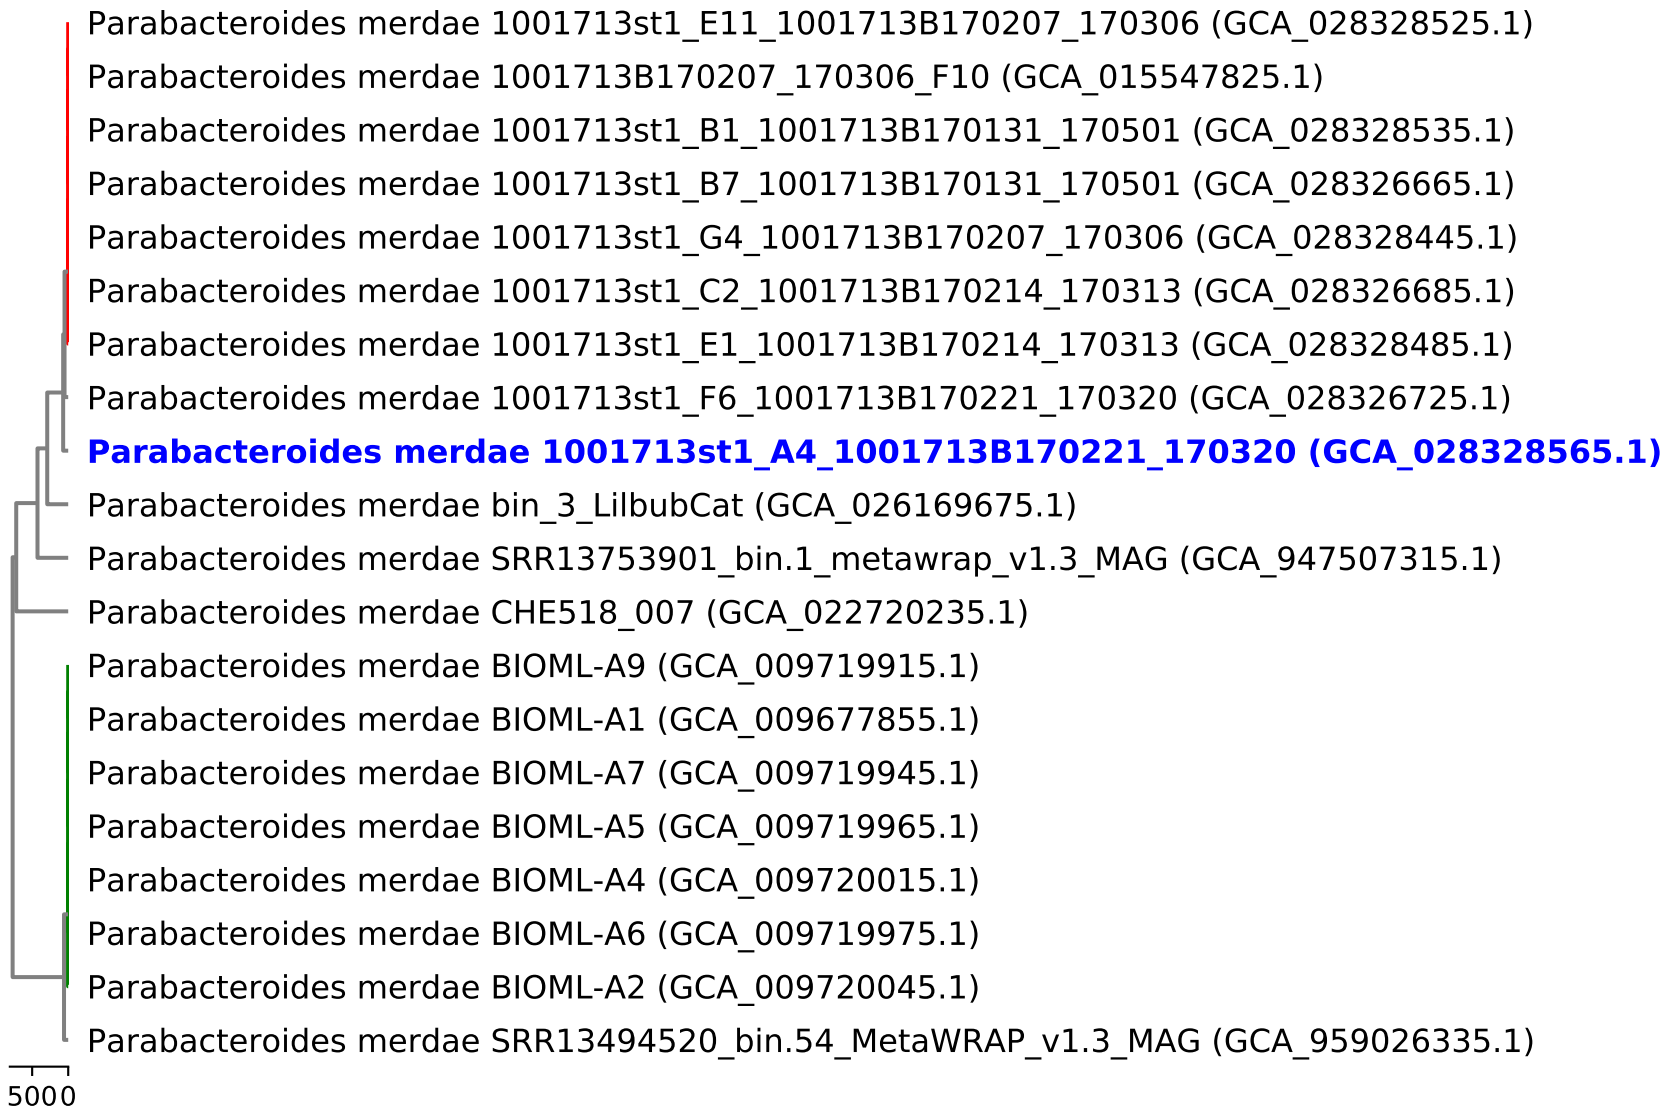 Parabacteroides merdae 1001713st1_E11_1001713B170207_170306 (GCA_028328525.1)
Parabacteroides merdae 1001713B170207_170306_F10 (GCA_015547825.1)
Parabacteroides merdae 1001713st1_B1_1001713B170131_170501 (GCA_028328535.1)
Parabacteroides merdae 1001713st1_B7_1001713B170131_170501 (GCA_028326665.1)
Parabacteroides merdae 1001713st1_G4_1001713B170207_170306 (GCA_028328445.1)
Parabacteroides merdae 1001713st1_C2_1001713B170214_170313 (GCA_028326685.1)
Parabacteroides merdae 1001713st1_E1_1001713B170214_170313 (GCA_028328485.1)
Parabacteroides merdae 1001713st1_F6_1001713B170221_170320 (GCA_028326725.1)
Parabacteroides merdae 1001713st1_A4_1001713B170221_170320 (GCA_028328565.1)
Parabacteroides merdae bin_3_LilbubCat (GCA_026169675.1)
Parabacteroides merdae SRR13753901_bin.1_metawrap_v1.3_MAG (GCA_947507315.1)
Parabacteroides merdae CHE518_007 (GCA_022720235.1)
Parabacteroides merdae BIOML-A9 (GCA_009719915.1)
Parabacteroides merdae BIOML-A1 (GCA_009677855.1)
Parabacteroides merdae BIOML-A7 (GCA_009719945.1)
Parabacteroides merdae BIOML-A5 (GCA_009719965.1)
Parabacteroides merdae BIOML-A4 (GCA_009720015.1)
Parabacteroides merdae BIOML-A6 (GCA_009719975.1)
Parabacteroides merdae BIOML-A2 (GCA_009720045.1)
Parabacteroides merdae SRR13494520_bin.54_MetaWRAP_v1.3_MAG (GCA_959026335.1)
5000 0